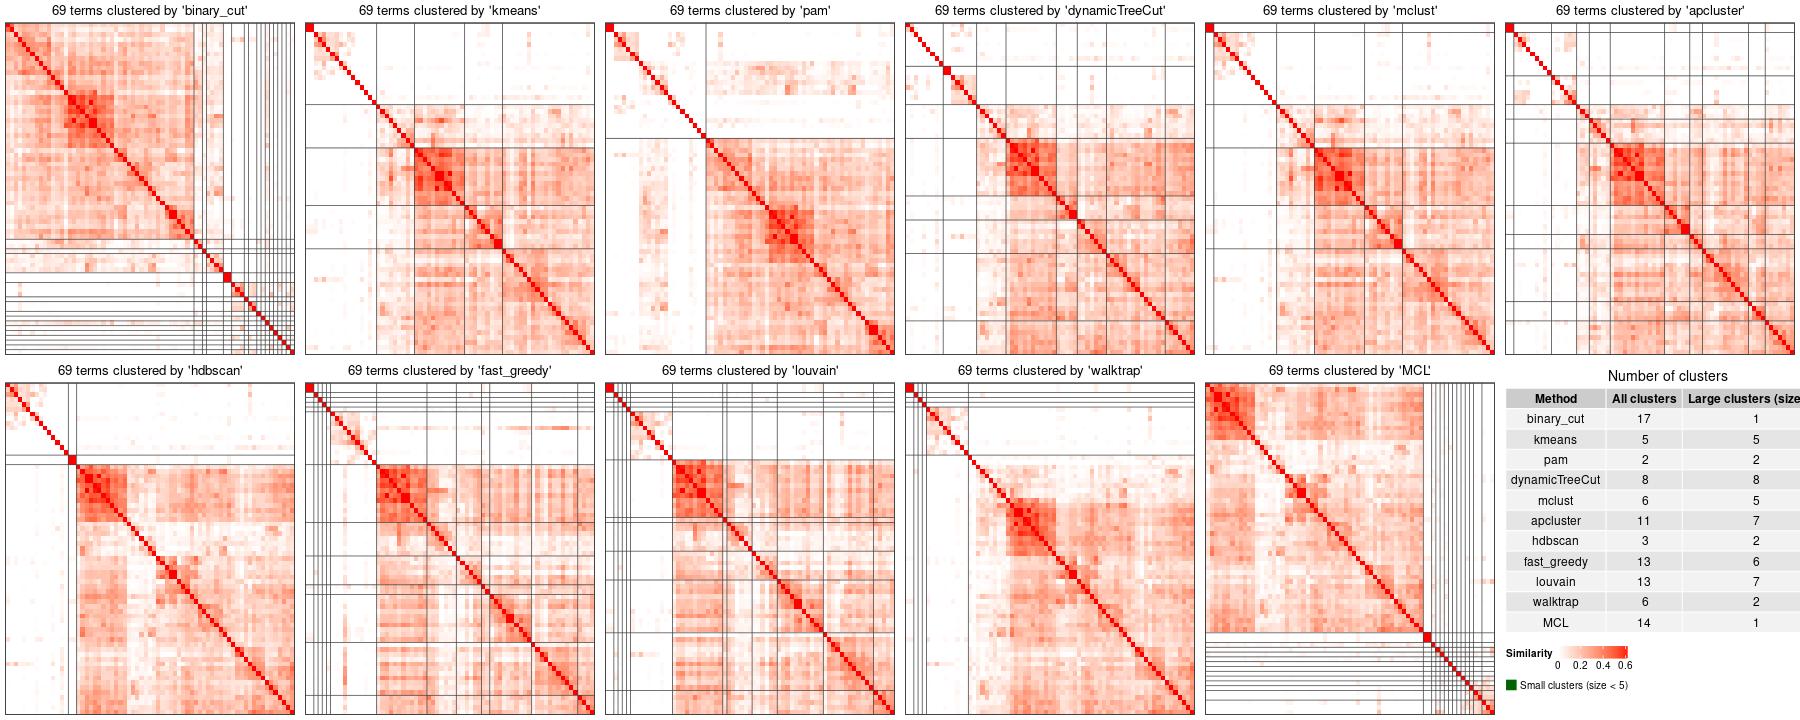 69 terms clustered by 'binary_cut'
69 terms clustered by 'kmeans'
69 terms clustered by 'pam'
69 terms clustered by 'dynamicTreeCut'
69 terms clustered by 'mclust'
69 terms clustered by 'apcluster'
69 terms clustered by 'hdbscan'
69 terms clustered by 'fast_greedy'
69 terms clustered by 'louvain'
69 terms clustered by 'walktrap'
69 terms clustered by 'MCL'
Number of clusters
Method All clusters Large clusters (size
binary_cut 17 1
kmeans 5 5
pam 2 2
dynamicTreeCut 8 8
mclust 6 5
apcluster 11 7
hdbscan 3 2
fast_greedy 13 6
louvain 13 7
walktrap 6 2
MCL 14 1
Similarity
0 0.2 0.4 0.6
Small clusters (size < 5)